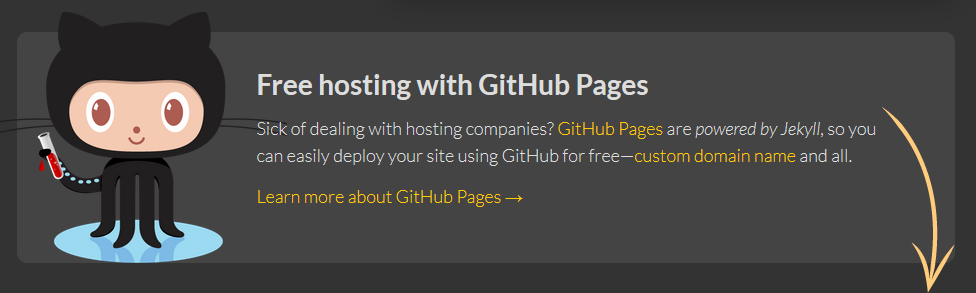 Free hosting with GitHub Pages
Sick of dealing with hosting companies? GitHub Pages are powered by Jekyll, so you
can easily deploy your site using GitHub for free—custom domain name and all.
Learn more about GitHub Pages →